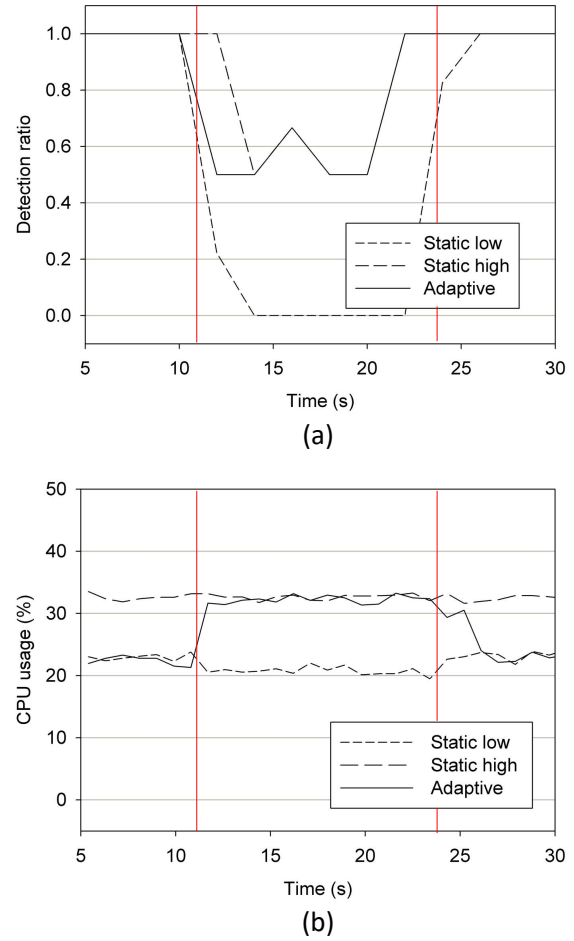 1.0
0.8
0.6
0.4
0.2
0.0
Detection ratio
Static low
Static high
Adaptive
5 10 15 20 25 30
Time (s)
(a)
50
40
30
20
10
0
CPU usage (%)
Static low
Static high
Adaptive
5 10 15 20 25 30
Time (s)
(b)